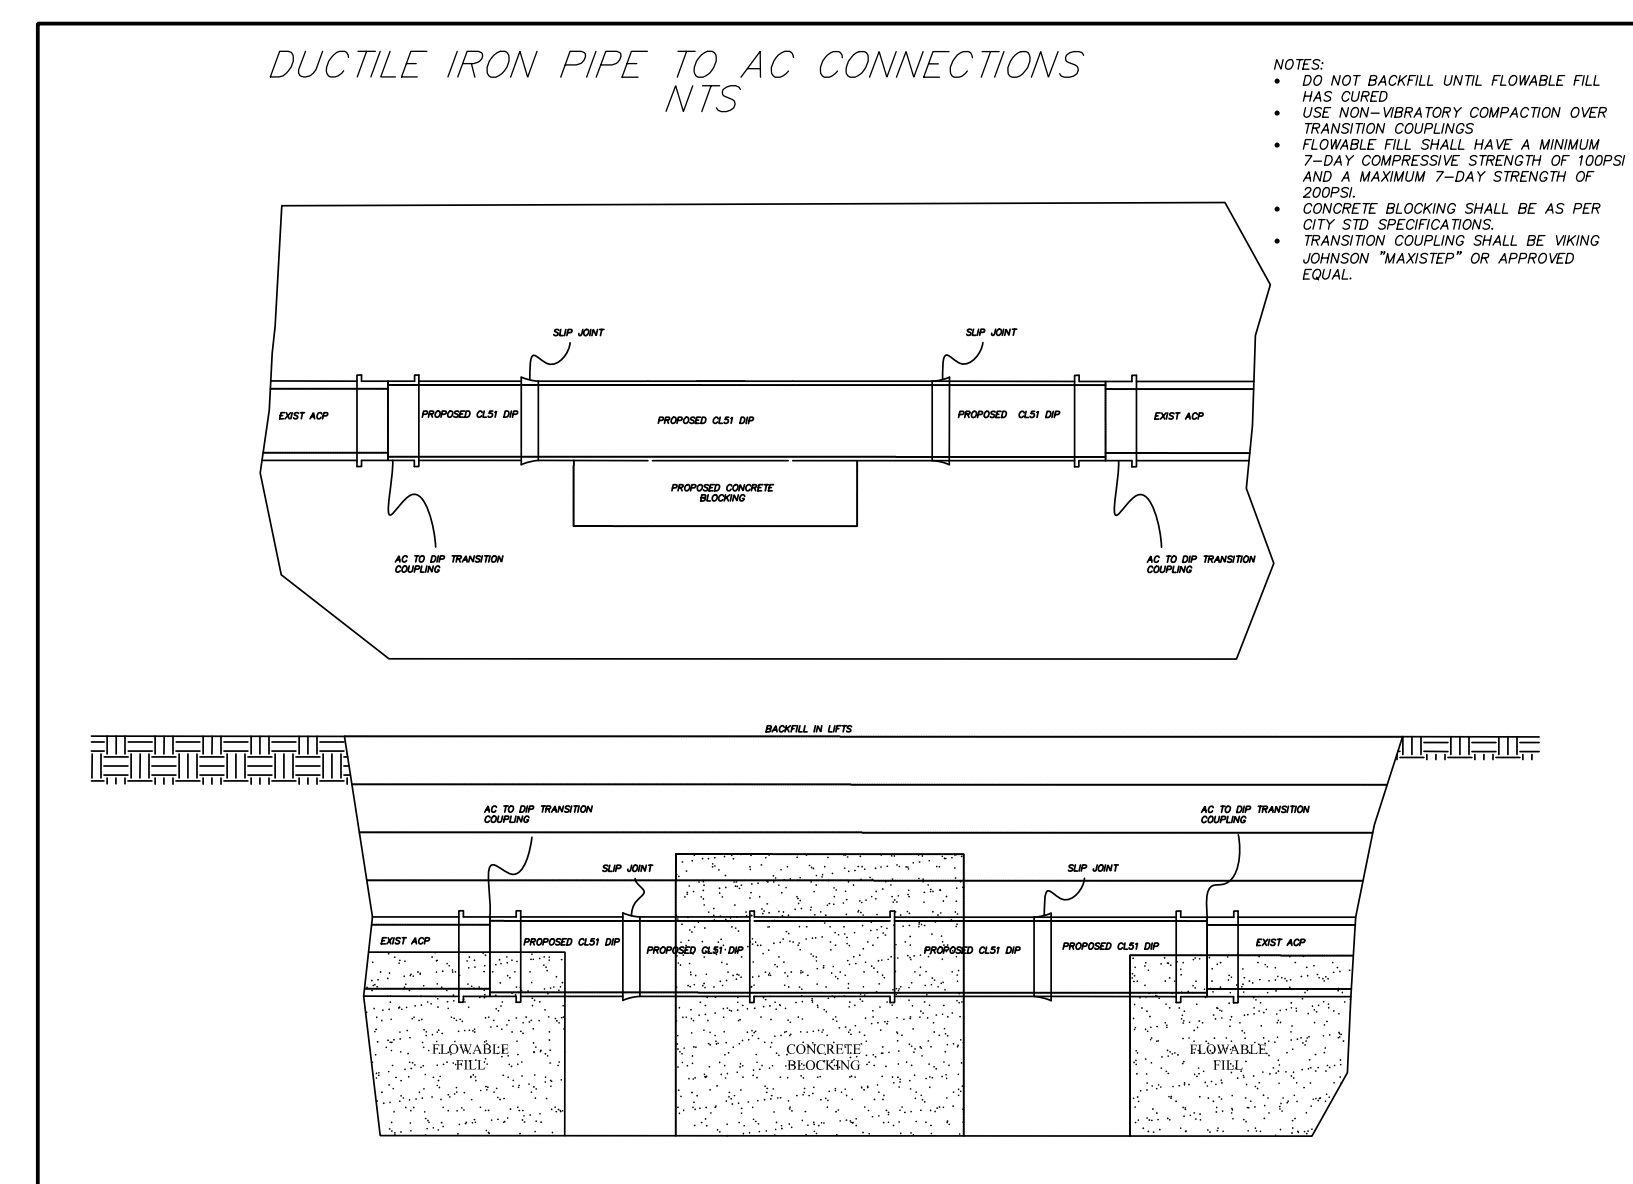 DUCTILE IRON PIPE TO AC CONNECTIONS
NTS
NOTES:
• DO NOT BACKFILL UNTIL FLOWABLE FILL
HAS CURED
• USE NON-VIBRATORY COMPACTION OVER
TRANSITION COUPLINGS
• FLOWABLE FILL SHALL HAVE A MINIMUM
7-DAY COMPRESSIVE STRENGTH OF 100PSI
AND A MAXIMUM 7-DAY STRENGTH OF
200PSI.
• CONCRETE BLOCKING SHALL BE AS PER
CITY STD SPECIFICATIONS.
• TRANSITION COUPLING SHALL BE VIKING
JOHNSON "MAXISTEP" OR APPROVED
EQUAL.
SLIP JOINT
SLIP JOINT
EXIST ACP
PROPOSED CL51 DIP
PROPOSED CL51 DIP
PROPOSED CL51 DIP
EXIST ACP
PROPOSED CONCRETE
BLOCKING
AC TO DIP TRANSITION
COUPLING
AC TO DIP TRANSITION
COUPLING
BACKFILL IN LIFTS
AC TO DIP TRANSITION
COUPLING
AC TO DIP TRANSITION
COUPLING
SLIP JOINT
SLIP JOINT
EXIST ACP
PROPOSED CL51 DIP
PROPOSED CL51 DIP
PROPOSED CL51 DIP
PROPOSED CL51 DIP
EXIST ACP
FLOWABLE
FILL
CONCRETE
BLOCKING
FLOWABLE
FILL